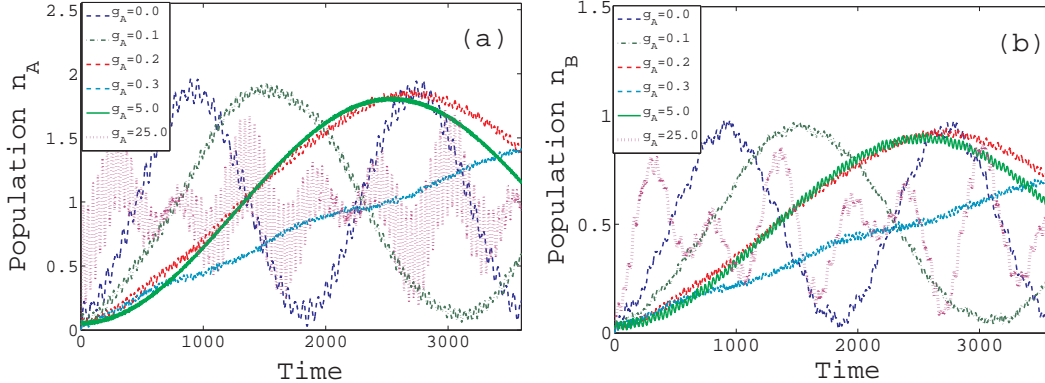 2.5
2
1.5
1
0.5
0
0
1000
2000
3000
Population n_A
Time
(a)
g_A=0.0
g_A=0.1
g_A=0.2
g_A=0.3
g_A=5.0
g_A=25.0
1.5
1
0.5
0
0
1000
2000
3000
Population n_B
Time
(b)
g_A=0.0
g_A=0.1
g_A=0.2
g_A=0.3
g_A=5.0
g_A=25.0